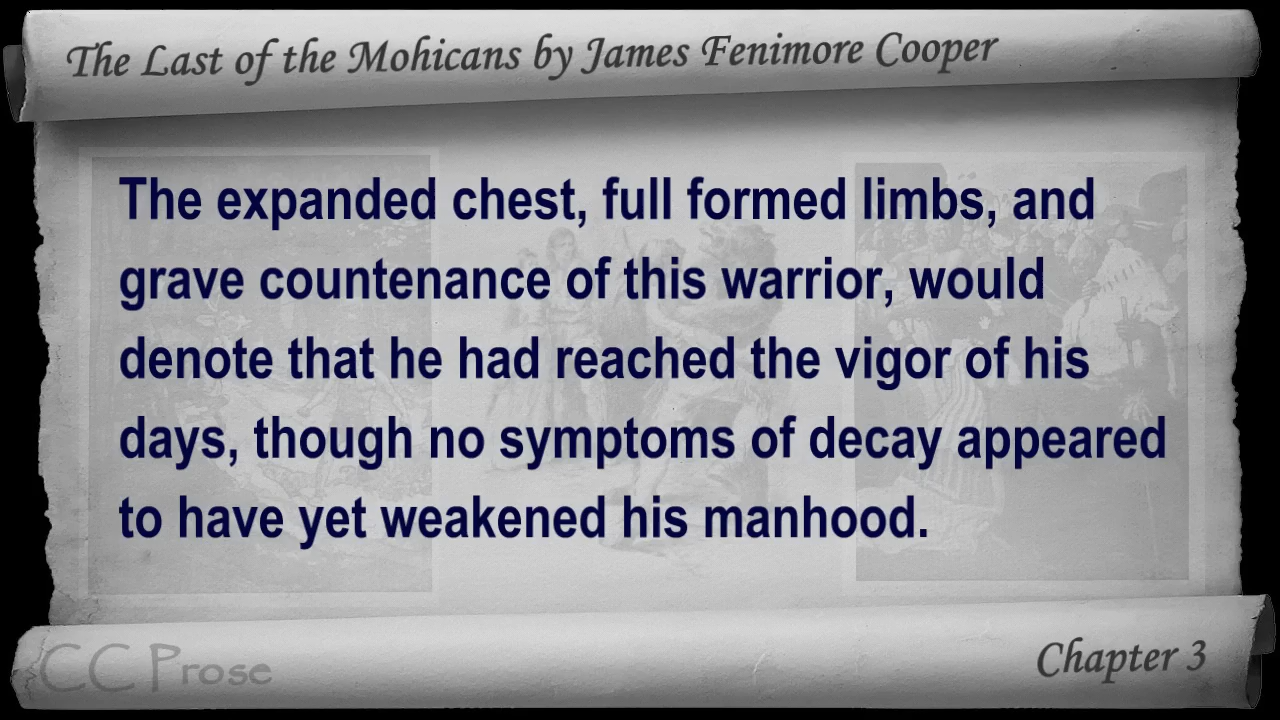 The Last of the Mohicans by James Fenimore Cooper
The expanded chest, full formed limbs, and
grave countenance of this warrior, would
denote that he had reached the vigor of his
days, though no symptoms of decay appeared
to have yet weakened his manhood.
CC Prose
Chapter 3